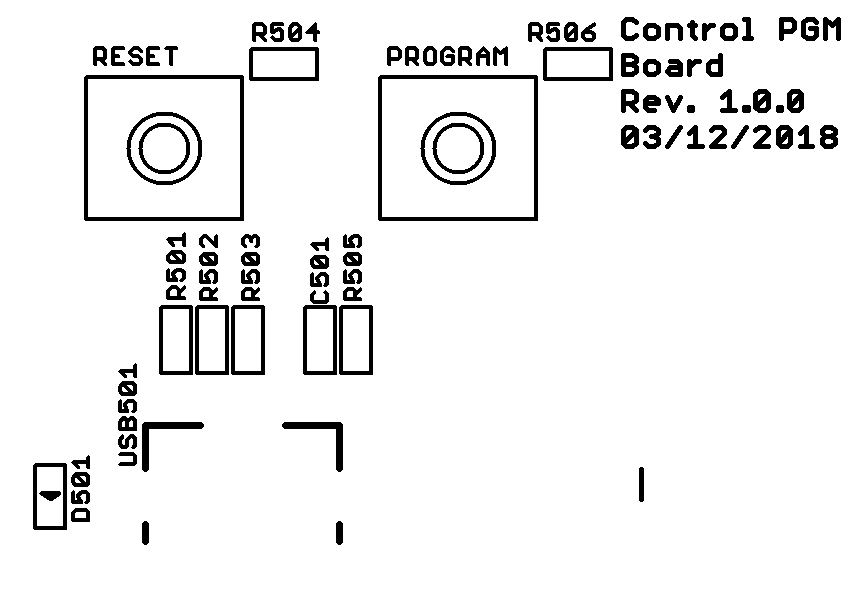 R504
R506
Control PGM
Board
Rev. 1.0.0
03/12/2018
RESET
PROGRAM
R501
R502
R503
C501
R505
USB501
D501